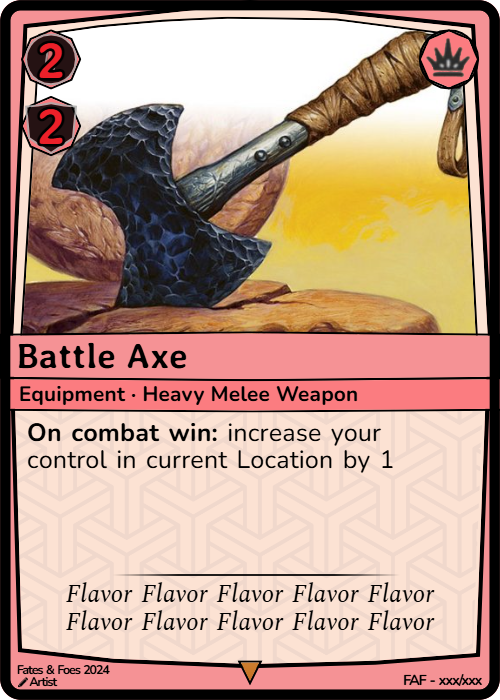 2
2
Battle Axe
Equipment · Heavy Melee Weapon
On combat win: increase your
control in current Location by 1
Flavor Flavor Flavor Flavor Flavor
Flavor Flavor Flavor Flavor Flavor
Fates & Foes 2024
Artist
FAF - xxx/xxx